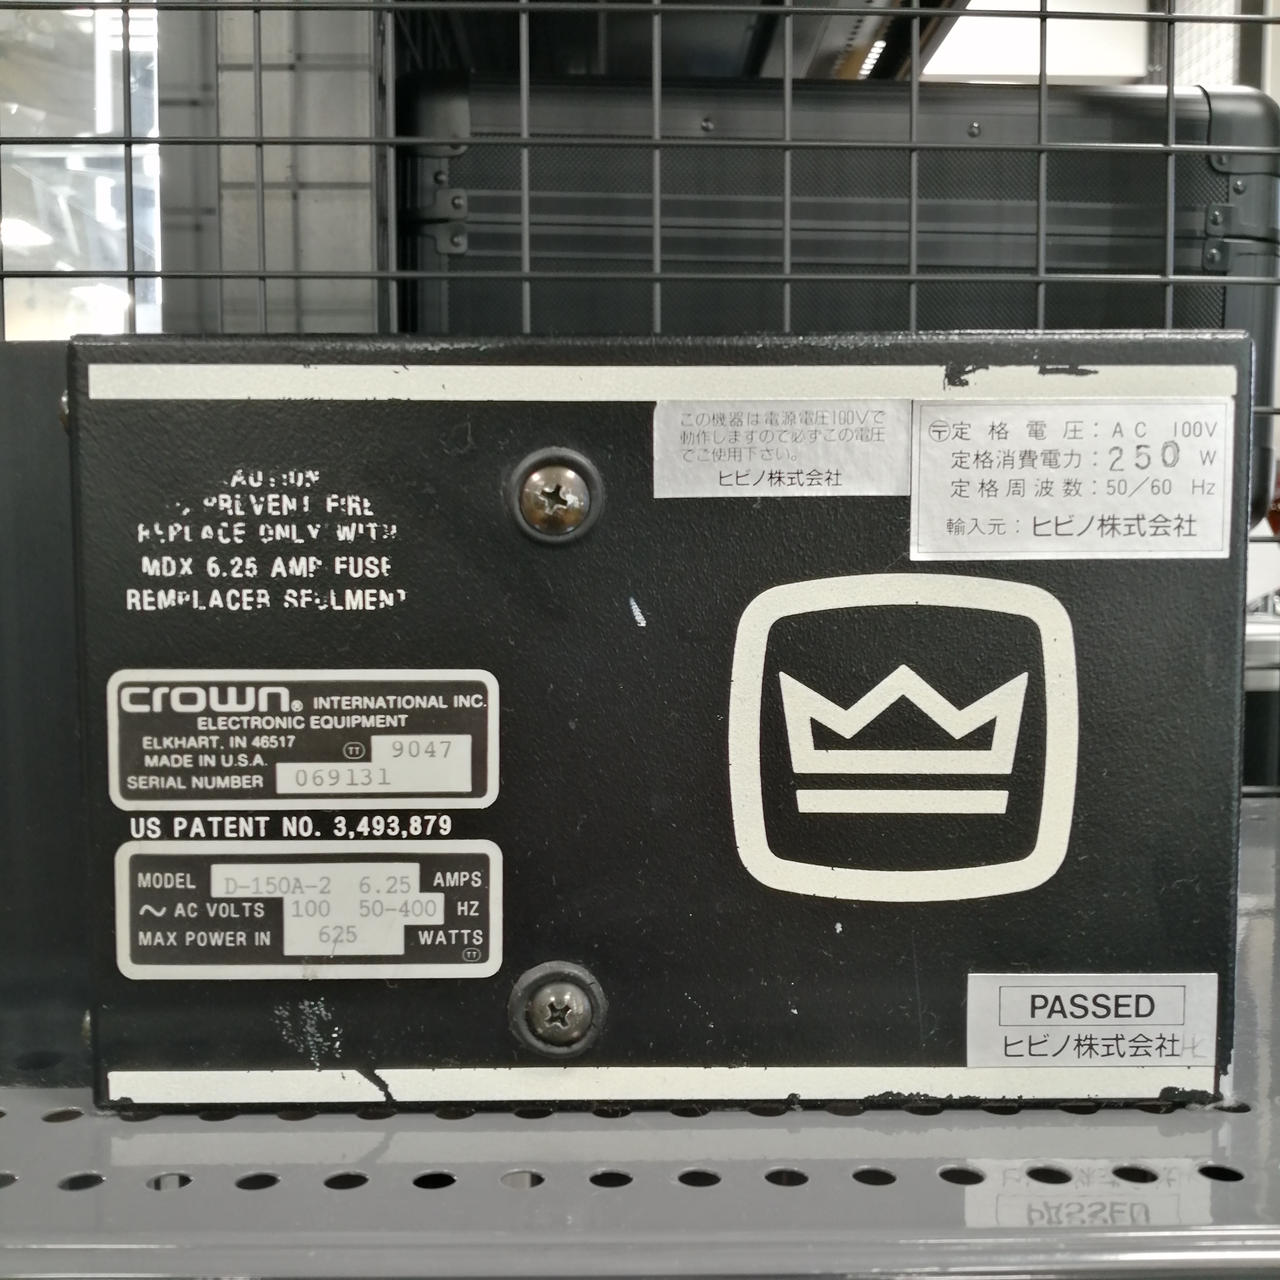 この機器は電源電圧100Vで
動作しますので必ずこの電圧
でご使用下さい。
ヒビノ株式会社
〒定格電圧：AC 100V
定格消費電力：250 W
定格周波数：50/60 Hz
輸入元：ヒビノ株式会社
CAUTION
TO PREVENT FIRE
REPLACE ONLY WITH
MDX 6.25 AMP FUSE
REMPLACER SEULMENT
crown® INTERNATIONAL INC.
ELECTRONIC EQUIPMENT
ELKHART, IN 46517
TT 9047
MADE IN U.S.A.
SERIAL NUMBER 069131
US PATENT NO. 3,493,879
MODEL D-150A-2 6.25 AMPS
~ AC VOLTS 100 50-400 HZ
MAX POWER IN 625 WATTS
TT
PASSED
ヒビノ株式会社